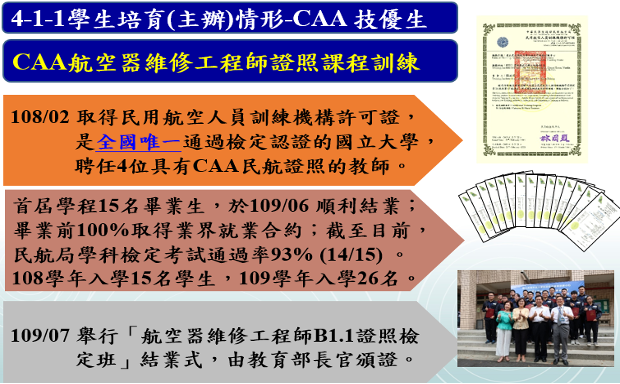 4-1-1學生培育(主辦)情形-CAA 技優生
CAA航空器維修工程師證照課程訓練
108/02 取得民用航空人員訓練機構許可證，
是全國唯一通過檢定認證的國立大學，
聘任4位具有CAA民航證照的教師。
首屆學程15名畢業生，於109/06 順利結業；
畢業前100%取得業界就業合約；截至目前，
民航局學科檢定考試通過率93% (14/15) 。
108學年入學15名學生，109學年入學26名。
109/07 舉行「航空器維修工程師B1.1證照檢
定班」結業式，由教育部長官頒證。